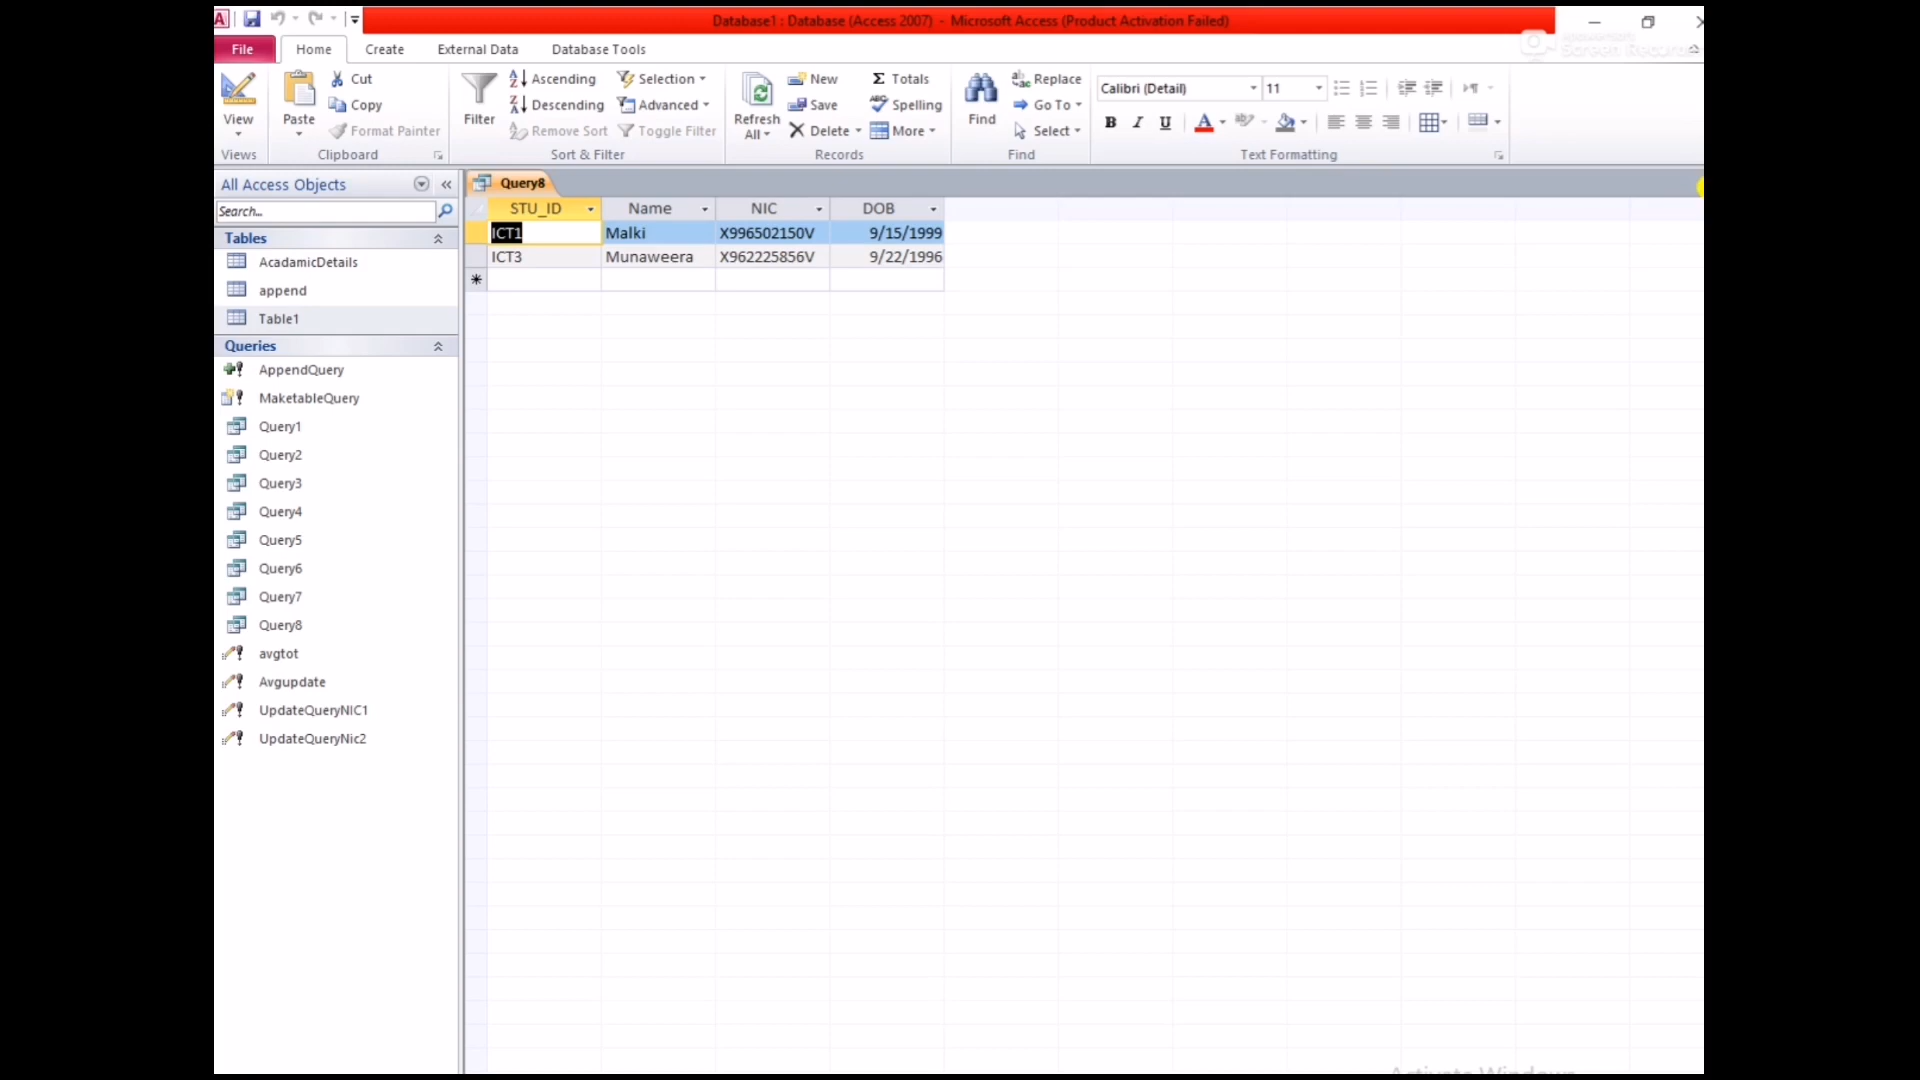 Database1 : Database (Access 2007) - Microsoft Access (Product Activation Failed)
File Home Create External Data Database Tools
View
Views
Paste
Cut
Copy
Format Painter
Clipboard
Filter
Ascending
Descending
Remove Sort
Selection
Advanced
Toggle Filter
Sort & Filter
Refresh All
New
Save
Delete
Totals
Spelling
More
Records
Find
Replace
Go To
Select
Find
Calibri (Detail) 11
B I U A
Text Formatting
All Access Objects
Search...
Tables
AcadamicDetails
append
Table1
Queries
AppendQuery
MaketableQuery
Query1
Query2
Query3
Query4
Query5
Query6
Query7
Query8
avgtot
Avgupdate
UpdateQueryNIC1
UpdateQueryNic2
Query8
STU_ID Name NIC DOB
ICT1 Malki X996502150V 9/15/1999
ICT3 Munaweera X962225856V 9/22/1996